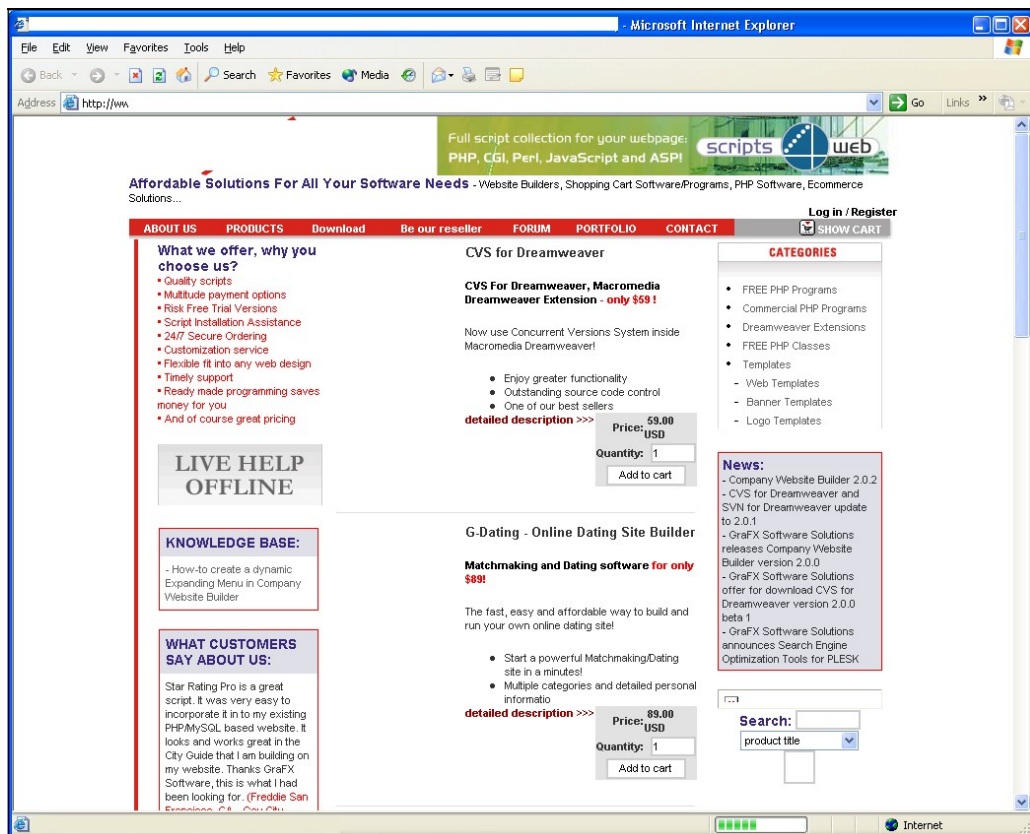 - Microsoft Internet Explorer
File Edit View Favorites Tools Help
Back Search Favorites Media
Address http://ww Go Links »
Full script collection for your webpage:
PHP, CGI, Perl, JavaScript and ASP!
scripts 4 web
Affordable Solutions For All Your Software Needs - Website Builders, Shopping Cart Software/Programs, PHP Software, Ecommerce
Solutions...
Log in / Register
ABOUT US PRODUCTS Download Be our reseller FORUM PORTFOLIO CONTACT SHOW CART
What we offer, why you
choose us?
• Quality scripts
• Multitude payment options
• Risk Free Trial Versions
• Script Installation Assistance
• 24/7 Secure Ordering
• Customization service
• Flexible fit into any web design
• Timely support
• Ready made programming saves
money for you
• And of course great pricing
LIVE HELP
OFFLINE
KNOWLEDGE BASE:
- How-to create a dynamic
Expanding Menu in Company
Website Builder
WHAT CUSTOMERS
SAY ABOUT US:
Star Rating Pro is a great
script. It was very easy to
incorporate it in to my existing
PHP/MySQL based website. It
looks and works great in the
City Guide that I am building on
my website. Thanks GraFX
Software, this is what I had
been looking for. (Freddie San
CVS for Dreamweaver
CVS For Dreamweaver, Macromedia
Dreamweaver Extension - only $59 !
Now use Concurrent Versions System inside
Macromedia Dreamweaver!
• Enjoy greater functionality
• Outstanding source code control
• One of our best sellers
detailed description >>>
Price: 59.00
USD
Quantity: 1
Add to cart
G-Dating - Online Dating Site Builder
Matchmaking and Dating software for only
$89!
The fast, easy and affordable way to build and
run your own online dating site!
• Start a powerful Matchmaking/Dating
site in a minutes!
• Multiple categories and detailed personal
informatio
detailed description >>>
Price: 89.00
USD
Quantity: 1
Add to cart
CATEGORIES
• FREE PHP Programs
• Commercial PHP Programs
• Dreamweaver Extensions
• FREE PHP Classes
• Templates
- Web Templates
- Banner Templates
- Logo Templates
News:
- Company Website Builder 2.0.2
- CVS for Dreamweaver and
SVN for Dreamweaver update
to 2.0.1
- GraFX Software Solutions
releases Company Website
Builder version 2.0.0
- GraFX Software Solutions
offer for download CVS for
Dreamweaver version 2.0.0
beta 1
- GraFX Software Solutions
announces Search Engine
Optimization Tools for PLESK
Search:
product title
Internet